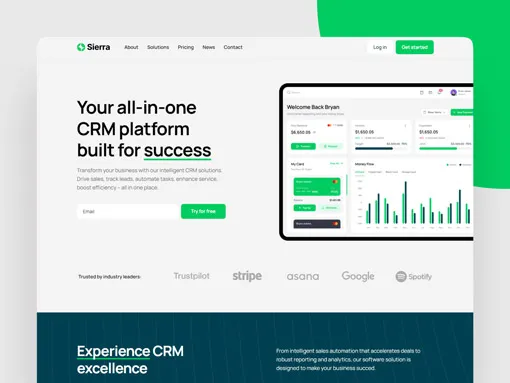 Sierra
About
Solutions
Pricing
News
Contact
Log in
Get started
Your all-in-one
CRM platform
built for success
Transform your business with our intelligent CRM solutions.
Drive sales, track leads, automate tasks, enhance service,
boost efficiency – all in one place.
Email
Try for free
Welcome Back Bryan
$6,650.05
$1,650.05
$1,650.05
My Card
Money Flow
Trusted by industry leaders:
Trustpilot
stripe
asana
Google
Spotify
Experience CRM
excellence
From intelligent sales automation that accelerates deals to
robust reporting and analytics, our software solution is
designed to make your business succed.